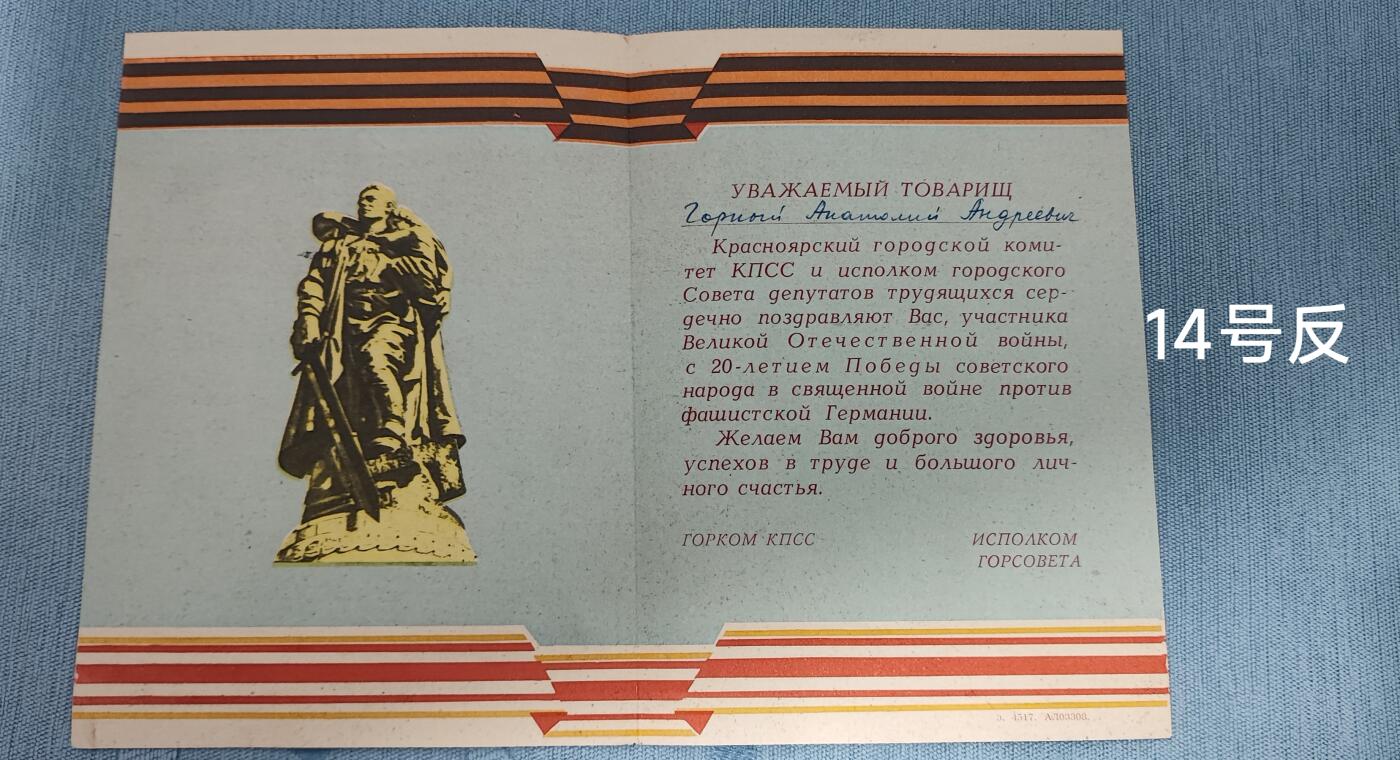 УВАЖАЕМЫЙ ТОВАРИЩ
Горный Анатолий Андреевич
Красноярский городской коми-
тет КПСС и исполком городского
Совета депутатов трудящихся сер-
дечно поздравляют Вас, участника
Великой Отечественной войны,
с 20-летием Победы советского
народа в священной войне против
фашистской Германии.
Желаем Вам доброго здоровья,
успехов в труде и большого лич-
ного счастья.
ГОРКОМ КПСС
ИСПОЛКОМ
ГОРСОВЕТА
З. 4517. АЛ03308.
14号反